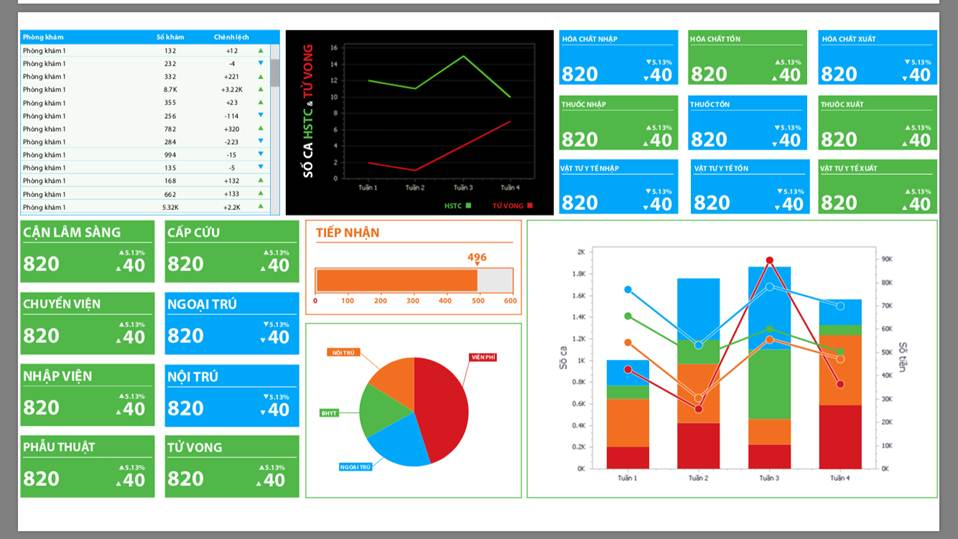 Phòng khám Số khám Chênh lệch
Phòng khám 1 132 +12 ▲
Phòng khám 1 232 -4 ▼
Phòng khám 1 332 +221 ▲
Phòng khám 1 8.7K +3.22K ▲
Phòng khám 1 355 +23 ▲
Phòng khám 1 256 -114 ▼
Phòng khám 1 782 +320 ▲
Phòng khám 1 284 -223 ▼
Phòng khám 1 994 -15 ▼
Phòng khám 1 135 -5 ▼
Phòng khám 1 168 +132 ▲
Phòng khám 1 662 +133 ▲
Phòng khám 1 5.32K +2.2K ▲
SỐ CA HSTC & TỬ VONG
16
14
12
10
8
6
4
2
0
Tuần 1 Tuần 2 Tuần 3 Tuần 4
HSTC TỬ VONG
HÓA CHẤT NHẬP
820 ▼5.13% ▼40
HÓA CHẤT TỒN
820 ▲5.13% ▲40
HÓA CHẤT XUẤT
820 ▼5.13% ▼40
THUỐC NHẬP
820 ▲5.13% ▲40
THUỐC TỒN
820 ▼5.13% ▼40
THUỐC XUẤT
820 ▲5.13% ▲40
VẬT TƯ Y TẾ NHẬP
820 ▼5.13% ▼40
VẬT TƯ Y TẾ TỒN
820 ▼5.13% ▼40
VẬT TƯ Y TẾ XUẤT
820 ▲5.13% ▲40
CẬN LÂM SÀNG
820 ▲5.13% ▲40
CẤP CỨU
820 ▲5.13% ▲40
CHUYỂN VIỆN
820 ▲5.13% ▲40
NGOẠI TRÚ
820 ▼5.13% ▼40
NHẬP VIỆN
820 ▲5.13% ▲40
NỘI TRÚ
820 ▼5.13% ▼40
PHẪU THUẬT
820 ▲5.13% ▲40
TỬ VONG
820 ▲5.13% ▲40
TIẾP NHẬN
496
0 100 200 300 400 500 600
NỘI TRÚ
VIỆN PHÍ
BHYT
NGOẠI TRÚ
Số ca
2K
1.8K
1.6K
1.4K
1.2K
1K
0.8K
0.6K
0.4K
0.2K
0K
Tuần 1 Tuần 2 Tuần 3 Tuần 4
90K
80K
70K
60K
50K
40K
30K
20K
10K
0K
Số tiền